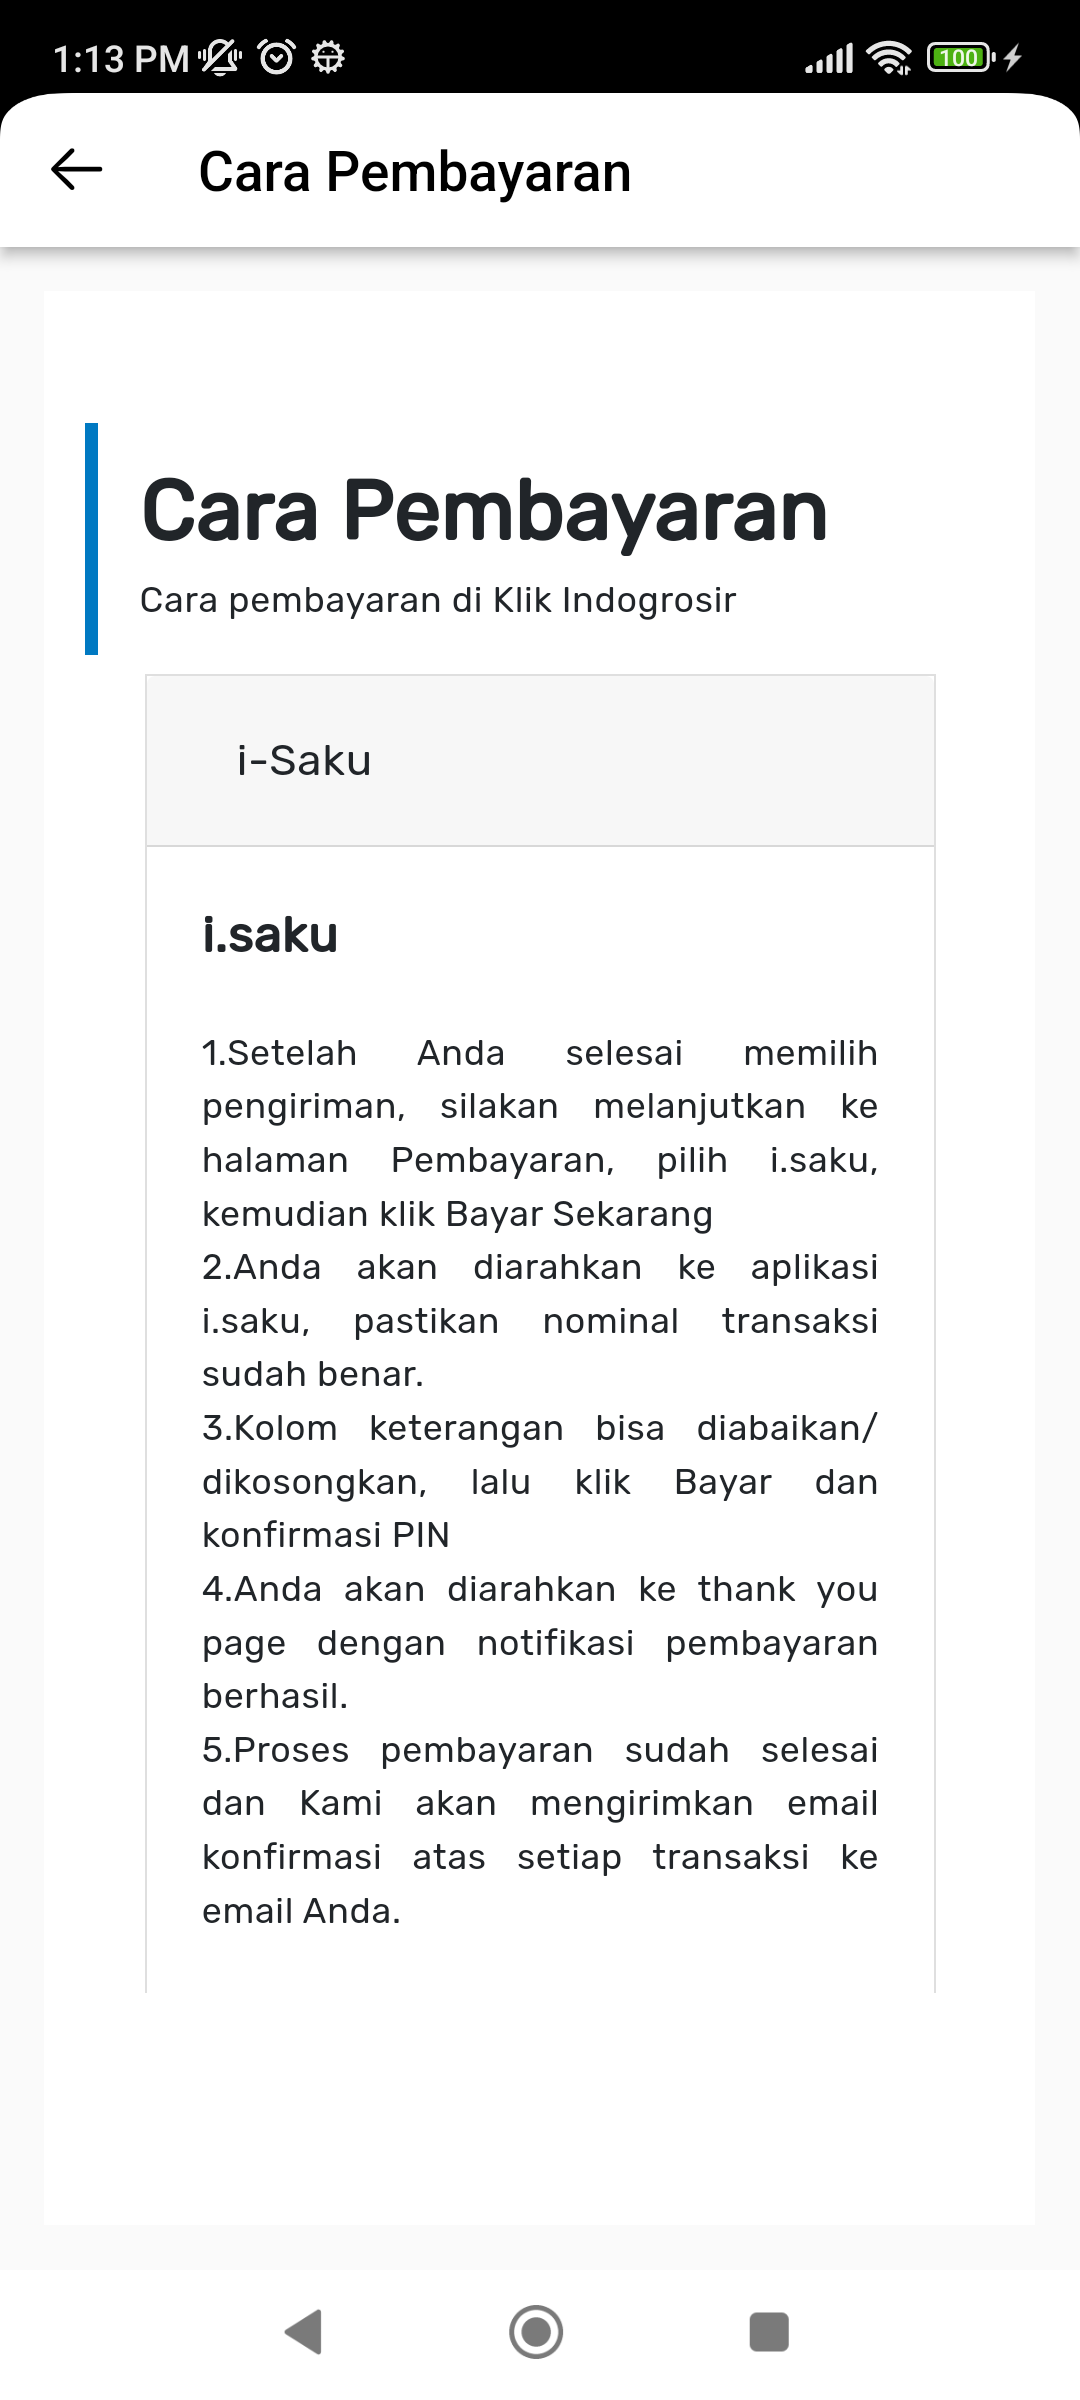 1:13 PM
100
Cara Pembayaran
Cara Pembayaran
Cara pembayaran di Klik Indogrosir
i-Saku
i.saku
1.Setelah Anda selesai memilih
pengiriman, silakan melanjutkan ke
halaman Pembayaran, pilih i.saku,
kemudian klik Bayar Sekarang
2.Anda akan diarahkan ke aplikasi
i.saku, pastikan nominal transaksi
sudah benar.
3.Kolom keterangan bisa diabaikan/
dikosongkan, lalu klik Bayar dan
konfirmasi PIN
4.Anda akan diarahkan ke thank you
page dengan notifikasi pembayaran
berhasil.
5.Proses pembayaran sudah selesai
dan Kami akan mengirimkan email
konfirmasi atas setiap transaksi ke
email Anda.